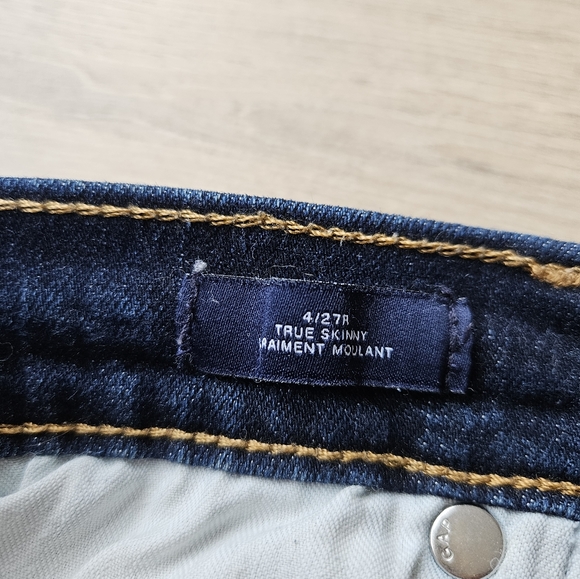 4/27R
TRUE SKINNY
RAIMENT MOULANT
GAP